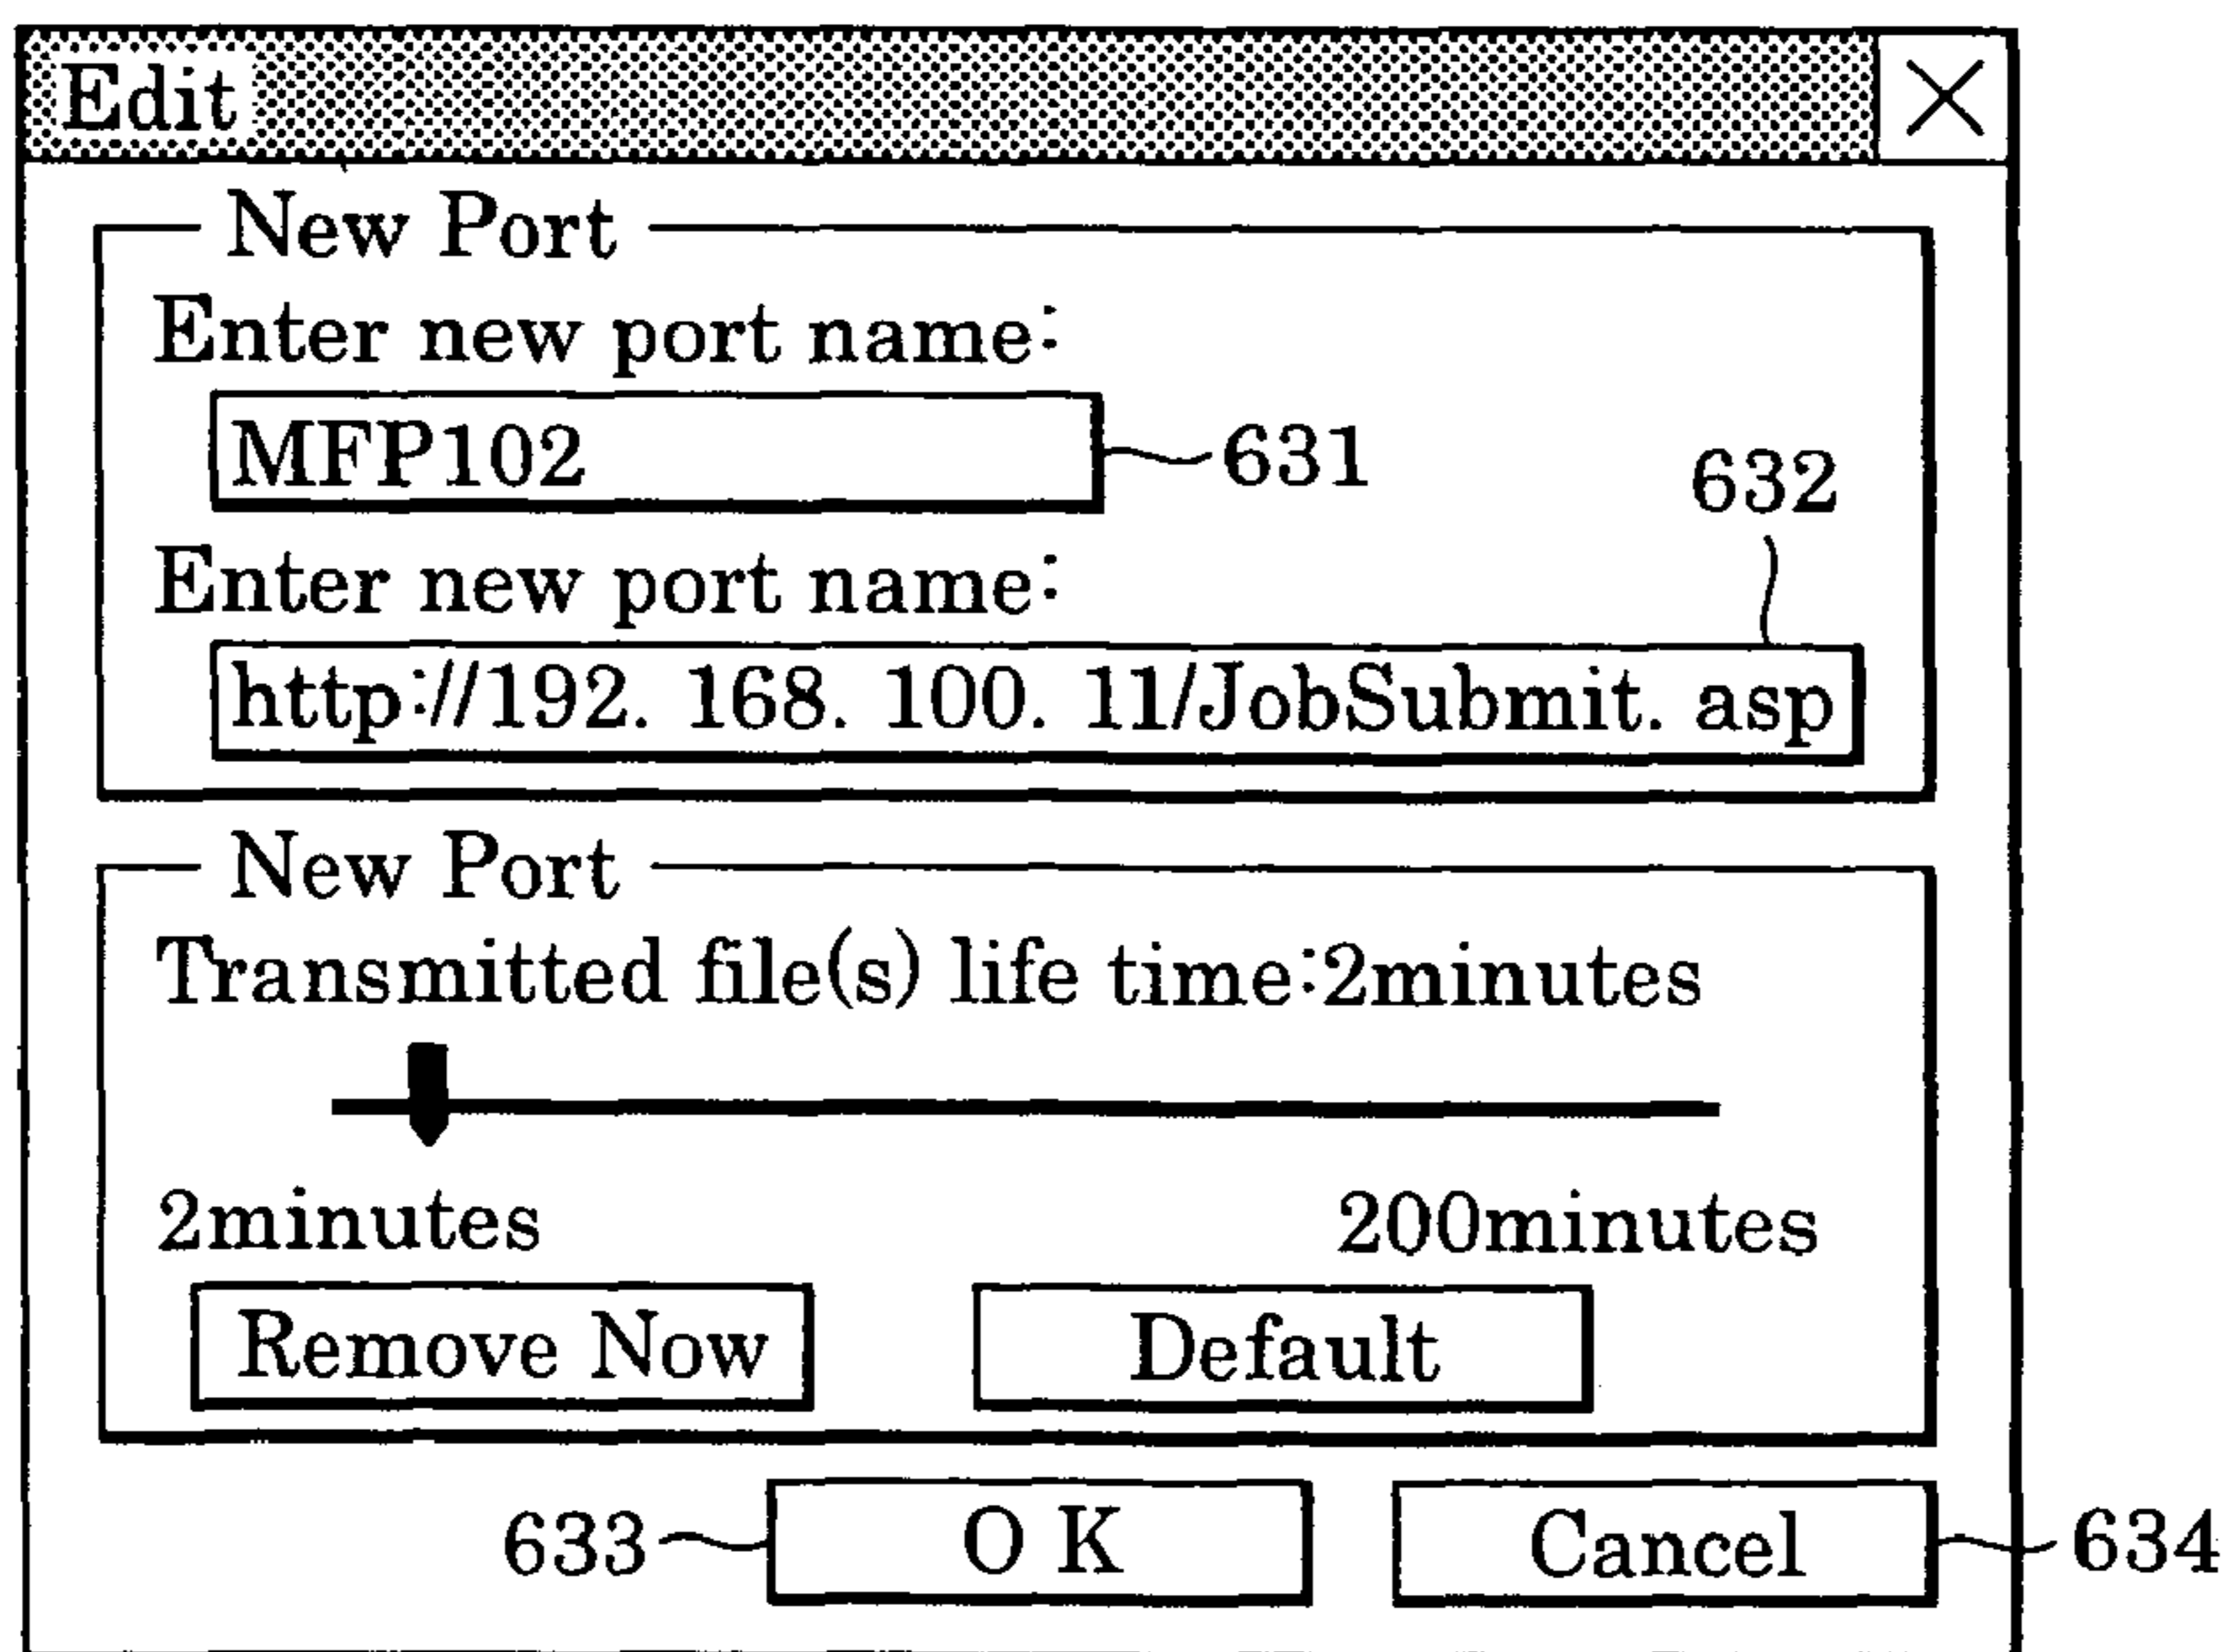 Edit
New Port
Enter new port name:
MFP102
631
632
Enter new port name:
http://192. 168. 100. 11/JobSubmit. asp
New Port
Transmitted file(s) life time:2minutes
2minutes 200minutes
Remove Now Default
633 O K Cancel 634